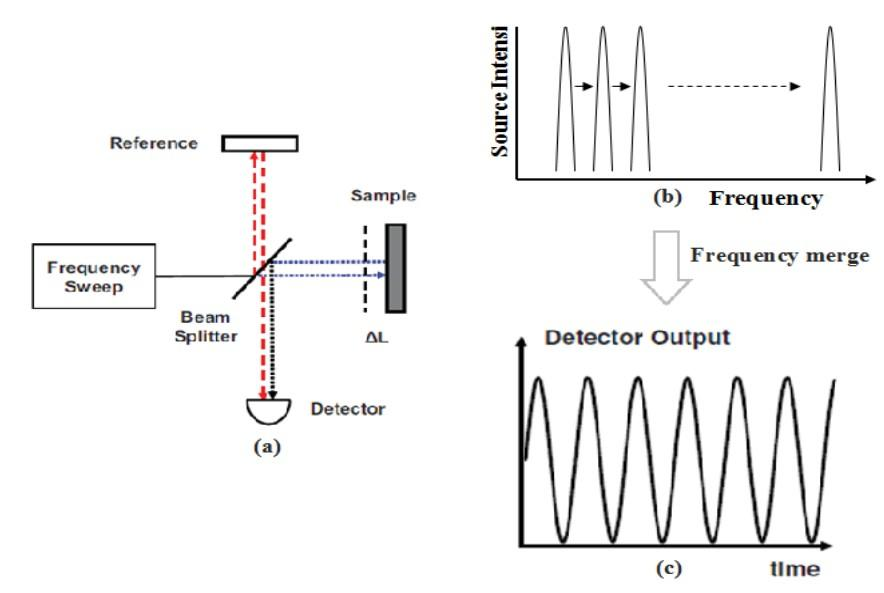 Reference
Sample
Frequency
Sweep
Beam
Splitter
ΔL
Detector
(a)
Source Intensi
(b) Frequency
Frequency merge
Detector Output
(c) tIme